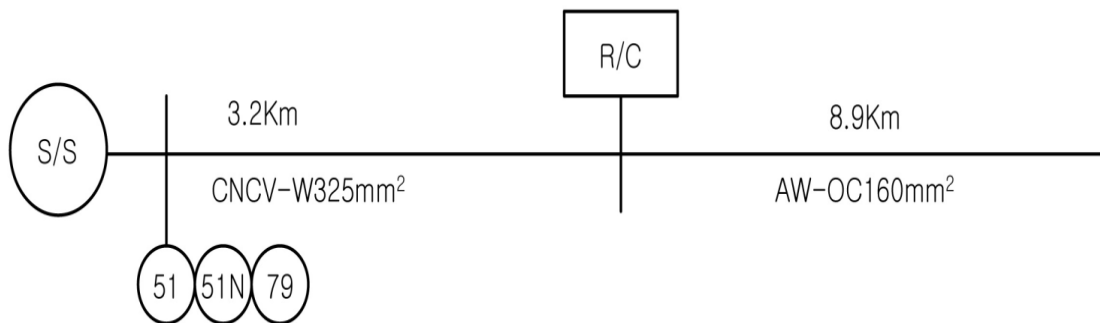 R/C
3.2Km
8.9Km
S/S
CNCV-W325mm²
AW-OC160mm²
51 51N 79